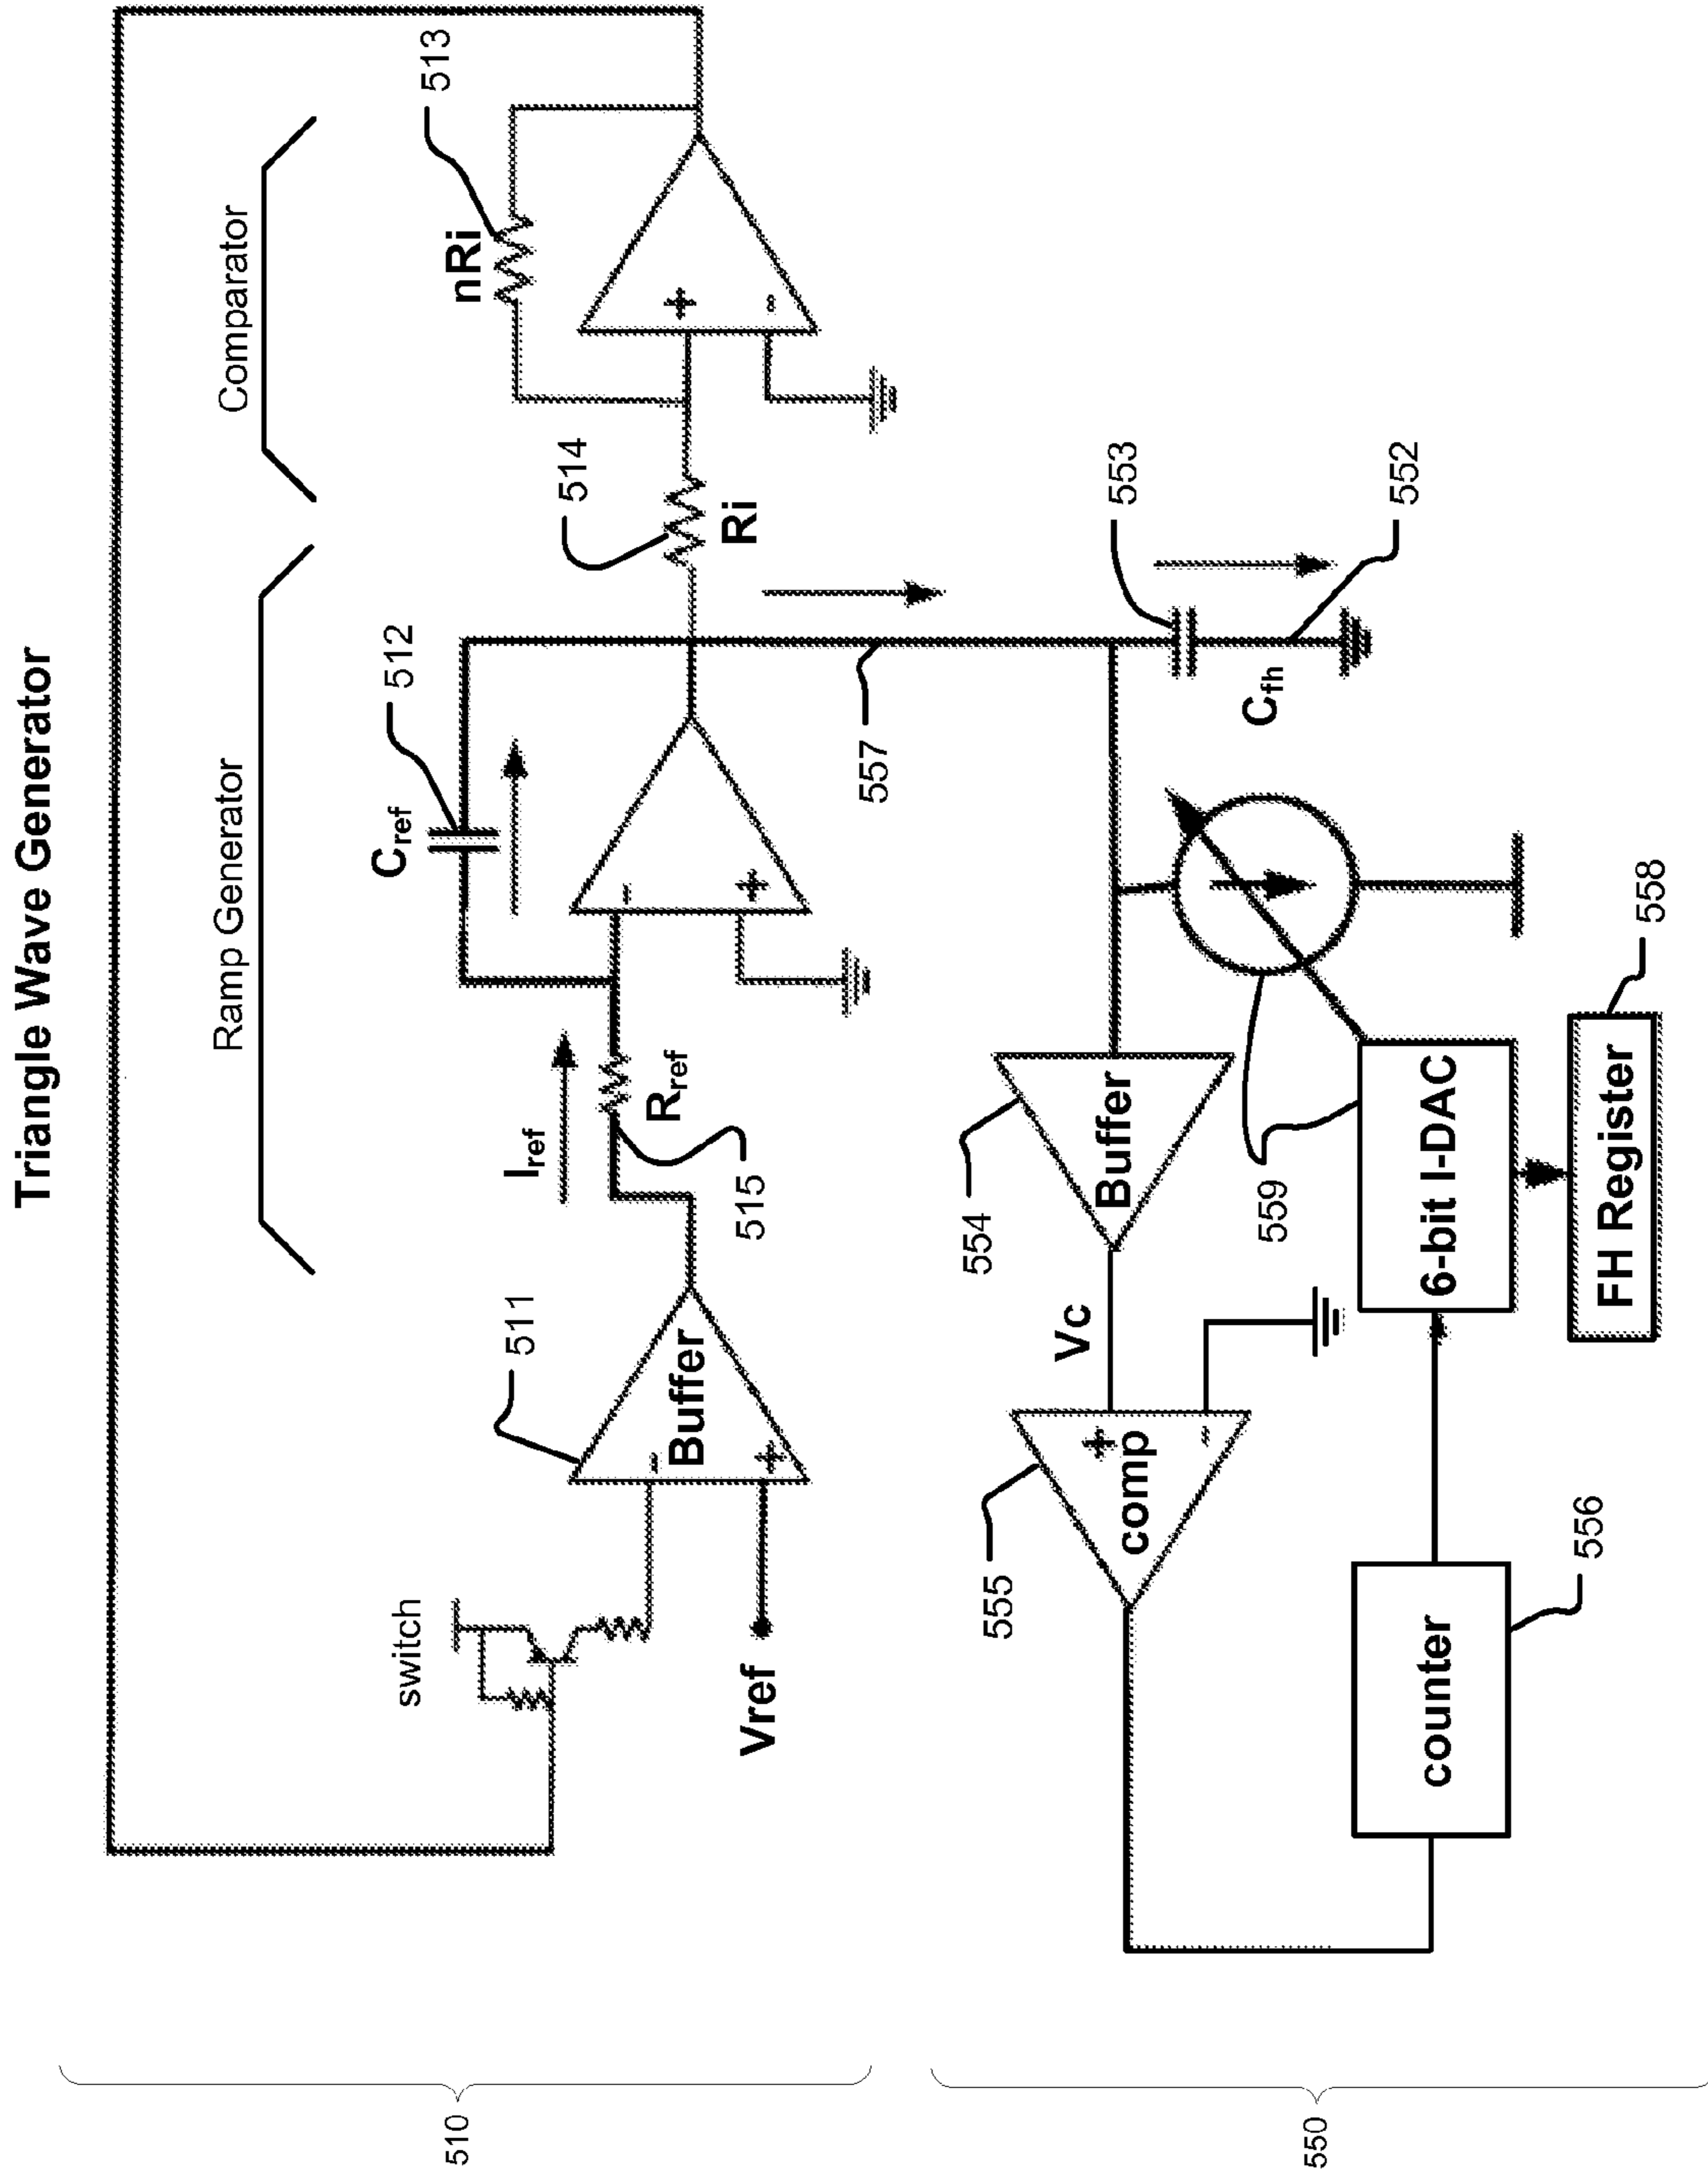 Triangle Wave Generator
Ramp Generator
Comparator
switch
511
Buffer
-
+
Vref
Iref
Rref
515
Cref
512
-
+
514
Ri
nRi
513
+
-
510
557
553
552
Cfh
554
Buffer
Vc
555
comp
+
-
559
6-bit I-DAC
558
FH Register
counter
556
550